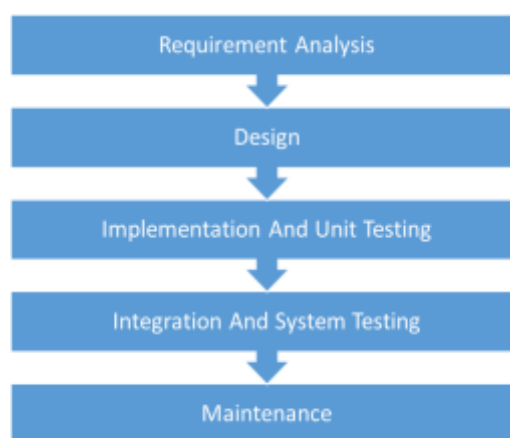 Requirement Analysis
Design
Implementation And Unit Testing
Integration And System Testing
Maintenance